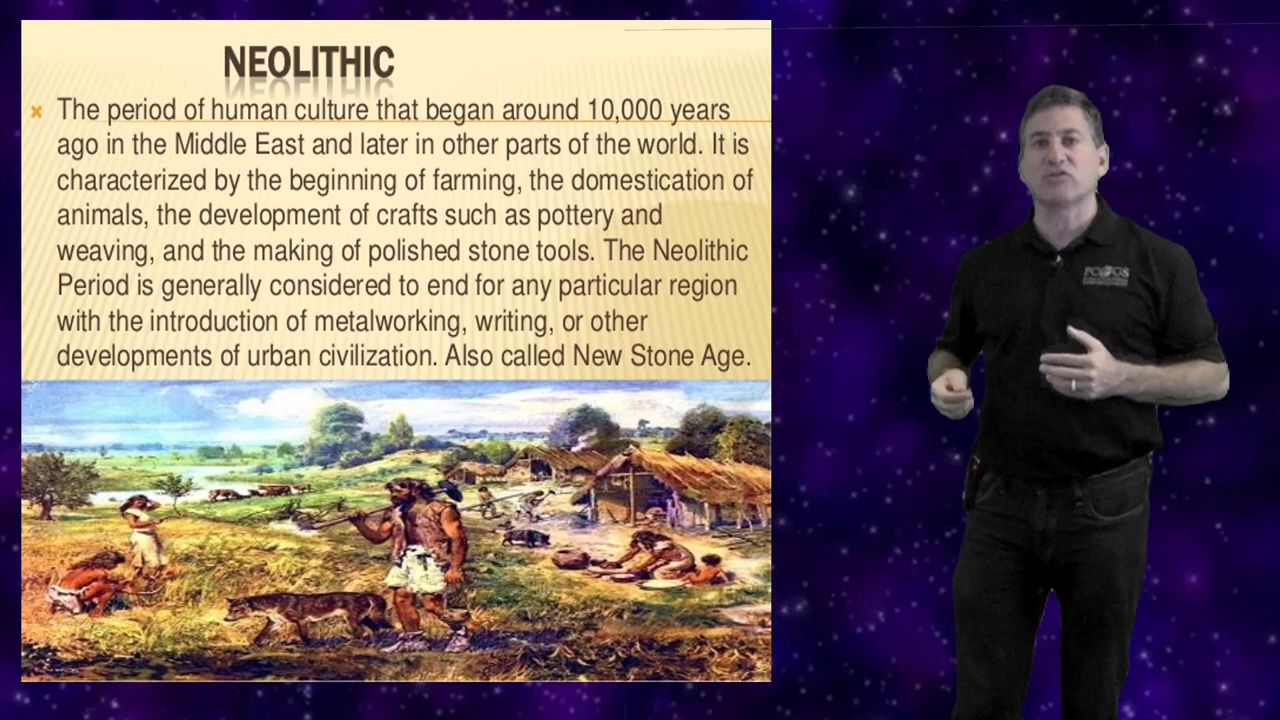 NEOLITHIC
The period of human culture that began around 10,000 years
ago in the Middle East and later in other parts of the world. It is
characterized by the beginning of farming, the domestication of
animals, the development of crafts such as pottery and
weaving, and the making of polished stone tools. The Neolithic
Period is generally considered to end for any particular region
with the introduction of metalworking, writing, or other
developments of urban civilization. Also called New Stone Age.